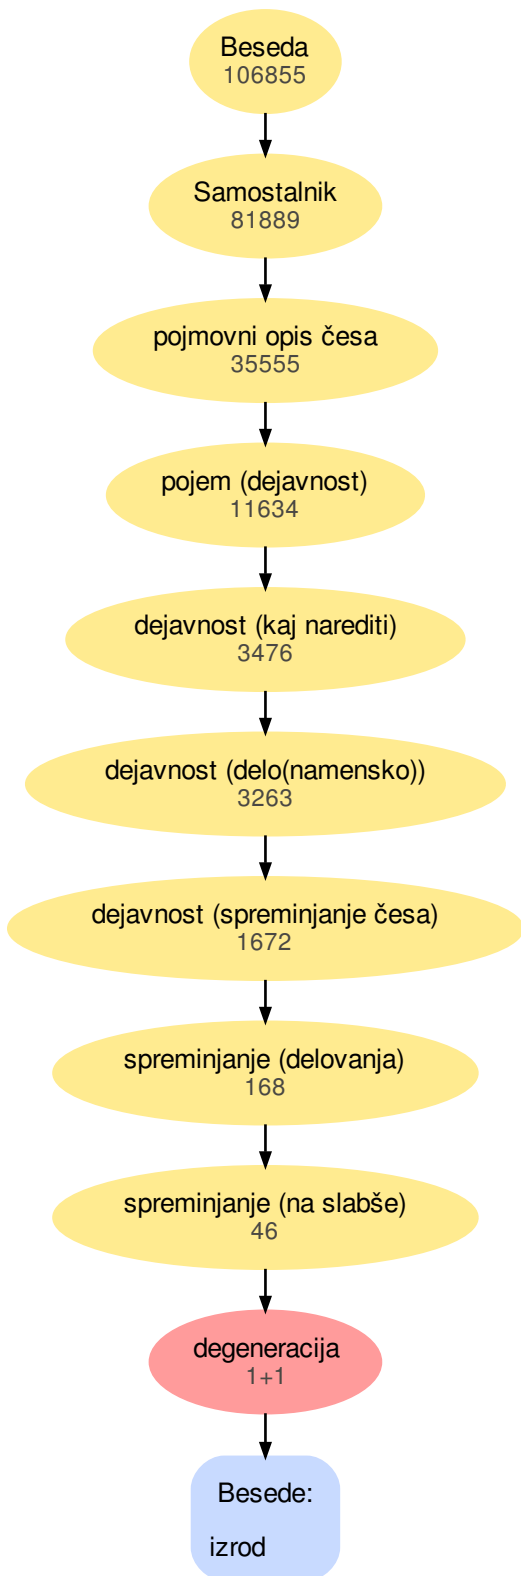 Beseda
106855
Samostalnik
81889
pojmovni opis česa
35555
pojem (dejavnost)
11634
dejavnost (kaj narediti)
3476
dejavnost (delo(namensko))
3263
dejavnost (spreminjanje česa)
1672
spreminjanje (delovanja)
168
spreminjanje (na slabše)
46
degeneracija
1+1
Besede:
izrod